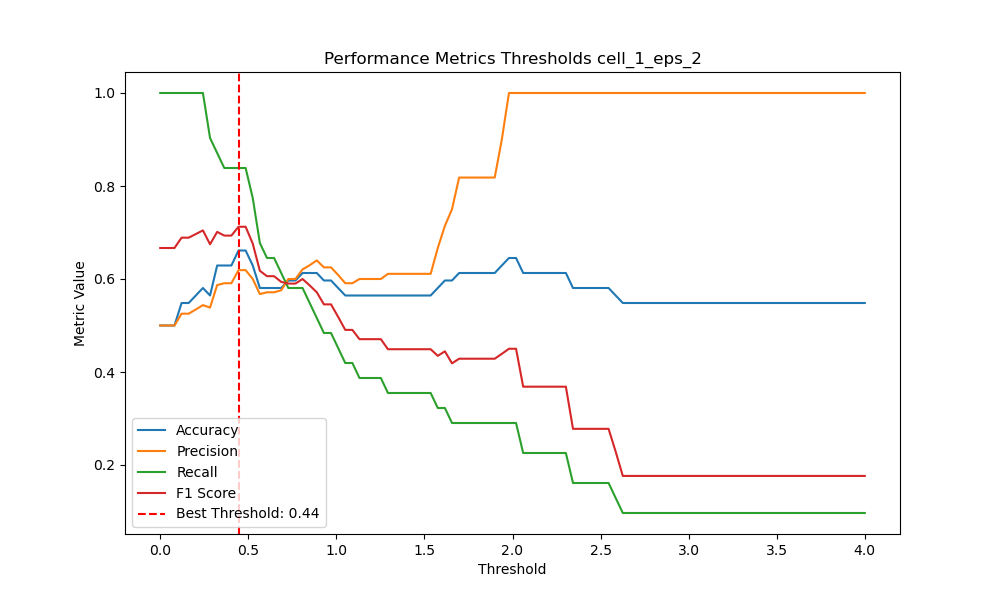 Performance Metrics Thresholds cell_1_eps_2
Metric Value
1.0
0.8
0.6
0.4
0.2
Accuracy
Precision
Recall
F1 Score
Best Threshold: 0.44
0.0 0.5 1.0 1.5 2.0 2.5 3.0 3.5 4.0
Threshold